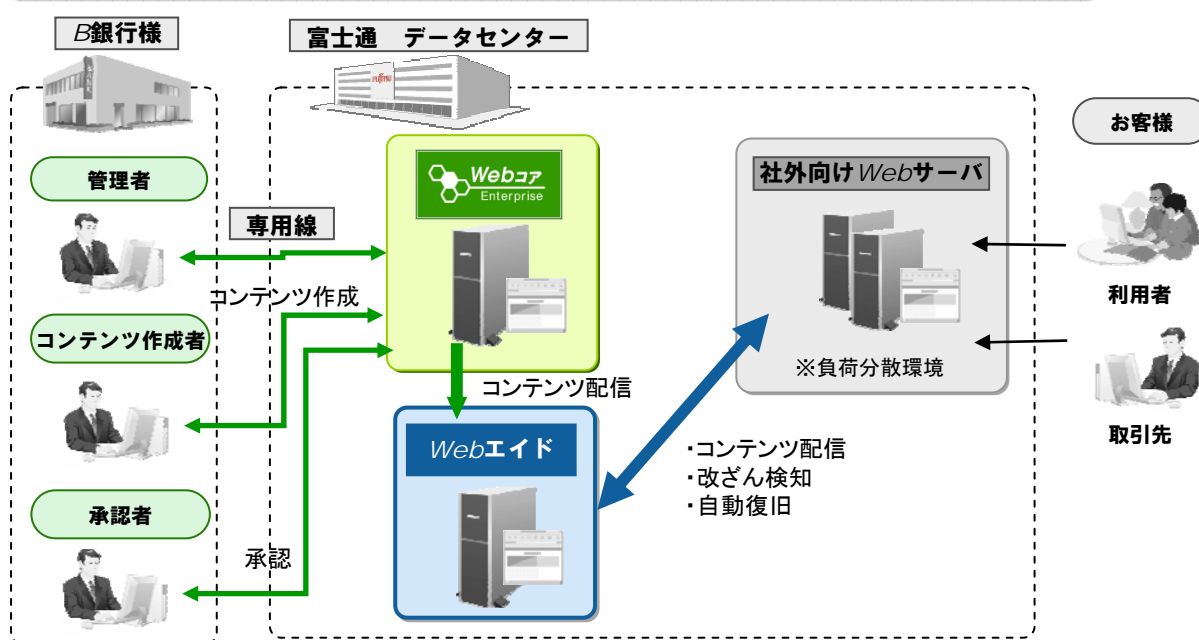 B銀行様
富士通 データセンター
FUJITSU
お客様
管理者
Webコア
Enterprise
社外向けWebサーバ
専用線
コンテンツ作成
利用者
コンテンツ作成者
※負荷分散環境
コンテンツ配信
取引先
Webエイド
・コンテンツ配信
・改ざん検知
・自動復旧
承認者
承認